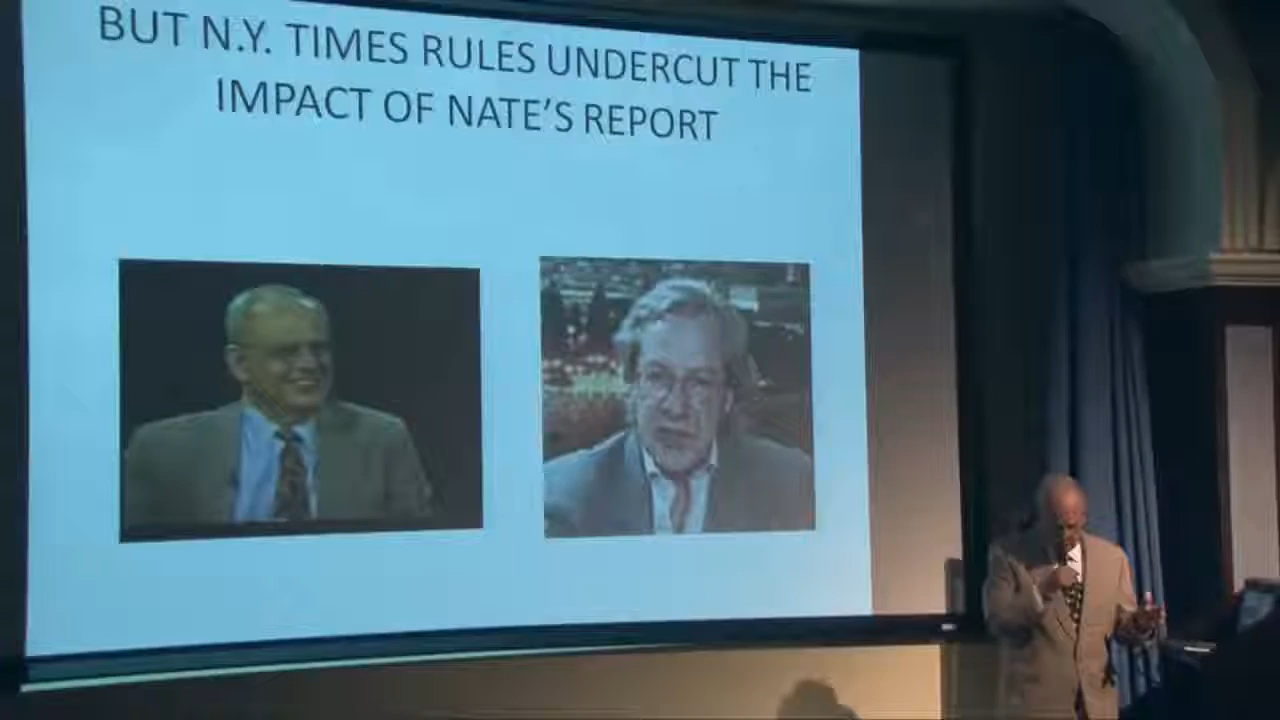 BUT N.Y. TIMES RULES UNDERCUT THE
IMPACT OF NATE'S REPORT